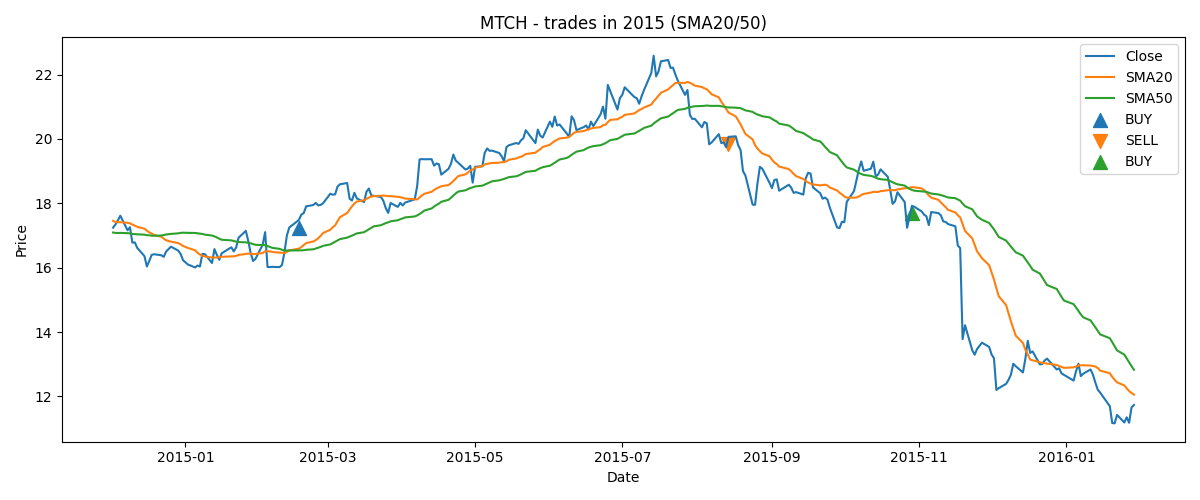 MTCH - trades in 2015 (SMA20/50)
Close
SMA20
SMA50
BUY
SELL
BUY
Price
22
20
18
16
14
12
2015-01
2015-03
2015-05
2015-07
2015-09
2015-11
2016-01
Date